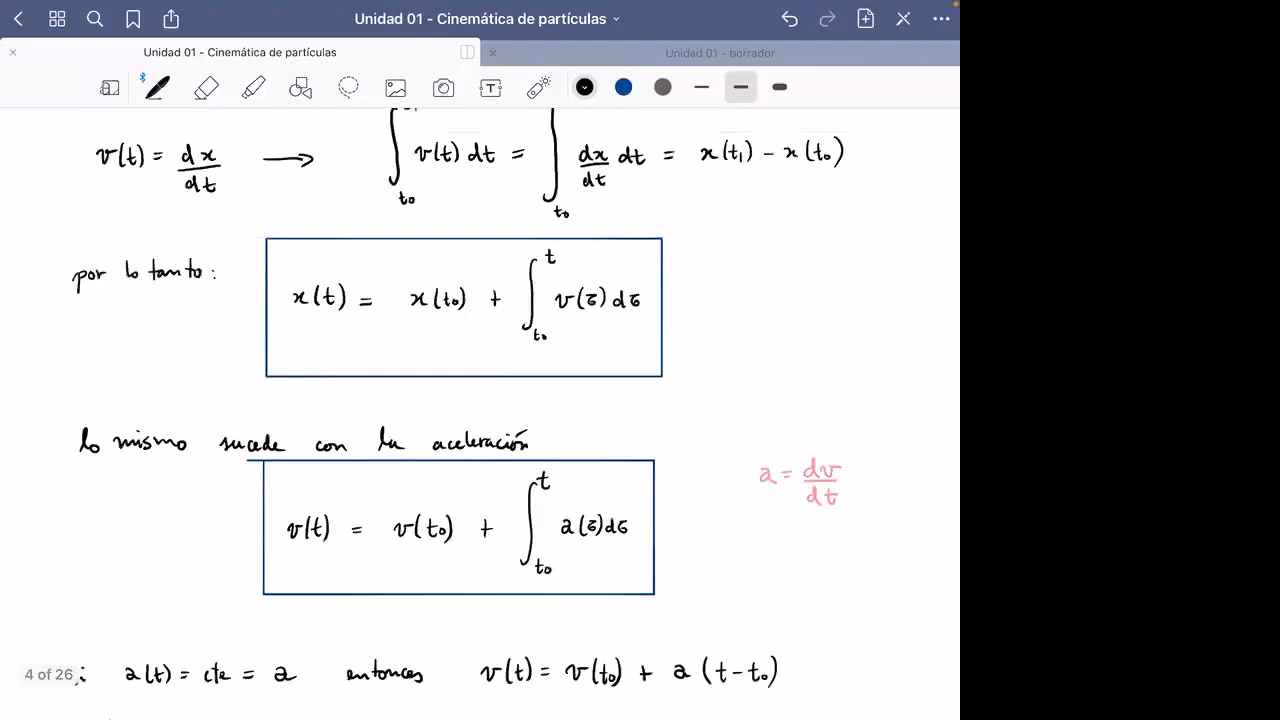 Unidad 01 - Cinemática de partículas
Unidad 01 - Cinemática de partículas
Unidad 01 - borrador
v(t) = dx/dt ⟶ ∫_{t₀} v(t) dt = ∫_{t₀} dx/dt dt = x(t₁) - x(t₀)
por lo tanto:
x(t) = x(t₀) + ∫_{t₀}^{t} v(τ) dτ
lo mismo sucede con la aceleración
a = dv/dt
v(t) = v(t₀) + ∫_{t₀}^{t} a(τ) dτ
4 of 26
a(t) = cte = a entonces v(t) = v(t₀) + a (t - t₀)